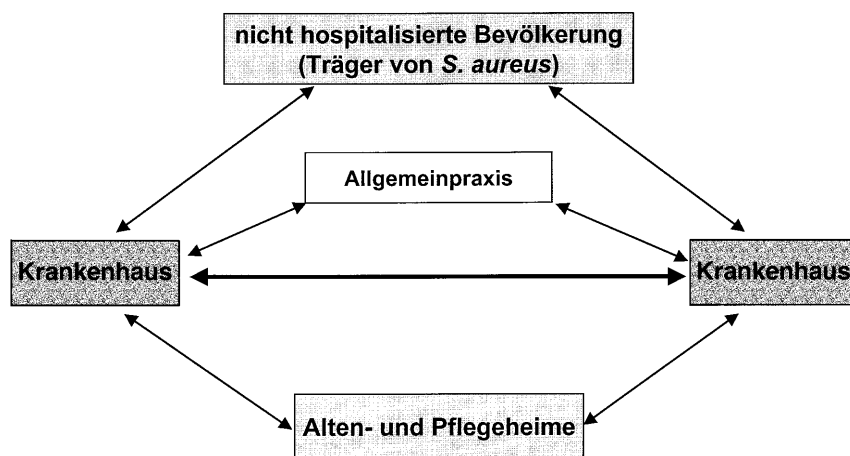 nicht hospitalisierte Bevölkerung
(Träger von S. aureus)
Allgemeinpraxis
Krankenhaus
Krankenhaus
Alten- und Pflegeheime